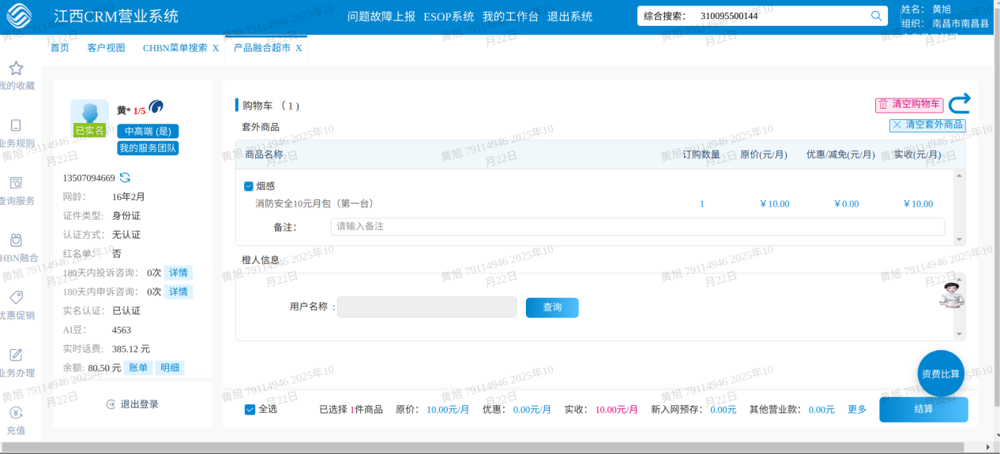 江西CRM营业系统
问题故障上报 ESOP系统 我的工作台 退出系统
综合搜索： 310095500144
姓名： 黄旭
组织： 南昌市南昌县
首页 客户视图 CHBN菜单搜索 X 产品融合超市 X
我的收藏
业务规则
查询服务
HBN融合
优惠促销
业务办理
充值
已实名
黄* 1/5
中高端 (是)
我的服务团队
13507094669
网龄： 16年2月
证件类型: 身份证
认证方式： 无认证
红名单： 否
180天内投诉咨询： 0次 详情
180天内申诉咨询： 0次 详情
实名认证： 已认证
AI豆： 4563
实时话费: 385.12 元
余额: 80.50 元 账单 明细
退出登录
购物车 （ 1 ）
清空购物车
套外商品
清空套外商品
商品名称 订购数量 原价(元/月) 优惠/减免(元/月) 实收(元/月)
烟感
消防安全10元月包（第一台） 1 ￥10.00 ￥0.00 ￥10.00
备注： 请输入备注
橙人信息
用户名称 : 查询
资费比算
全选 已选择 1件商品 原价： 10.00元/月 优惠： 0.00元/月 实收： 10.00元/月 新入网预存： 0.00元 其他营业款： 0.00元 更多 结算
黄旭 79114946 2025年10月22日